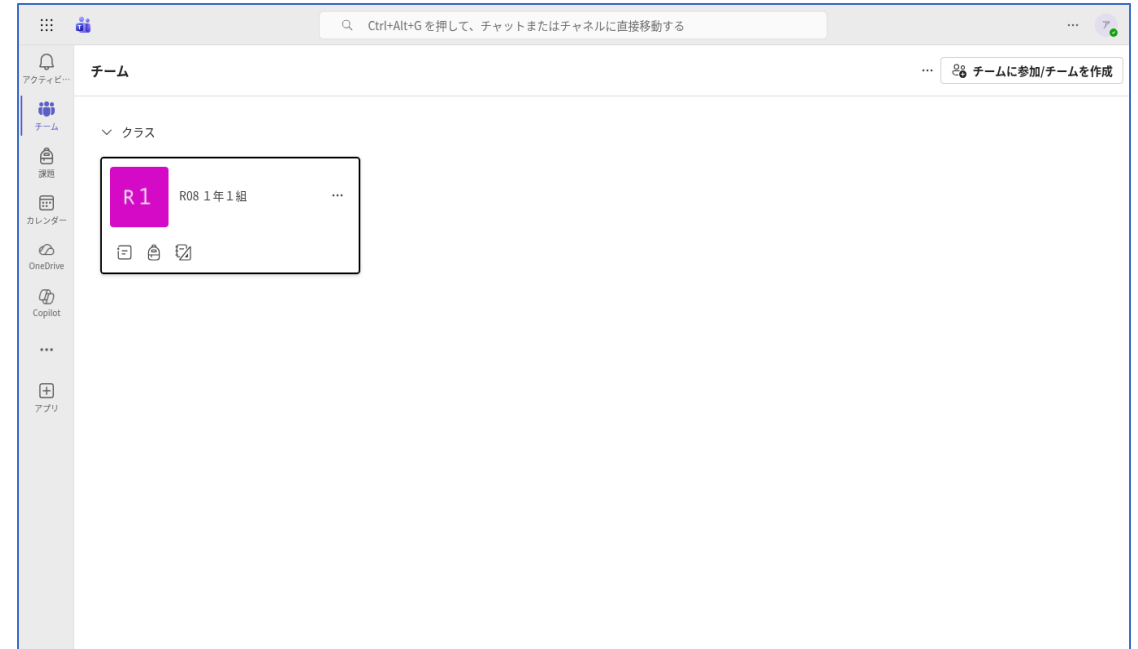 Ctrl+Alt+G を押して、チャットまたはチャネルに直接移動する
ア
アクティビ…
チーム
チームに参加/チームを作成
チーム
クラス
課題
R1
R08 １年１組
カレンダー
OneDrive
Copilot
アプリ